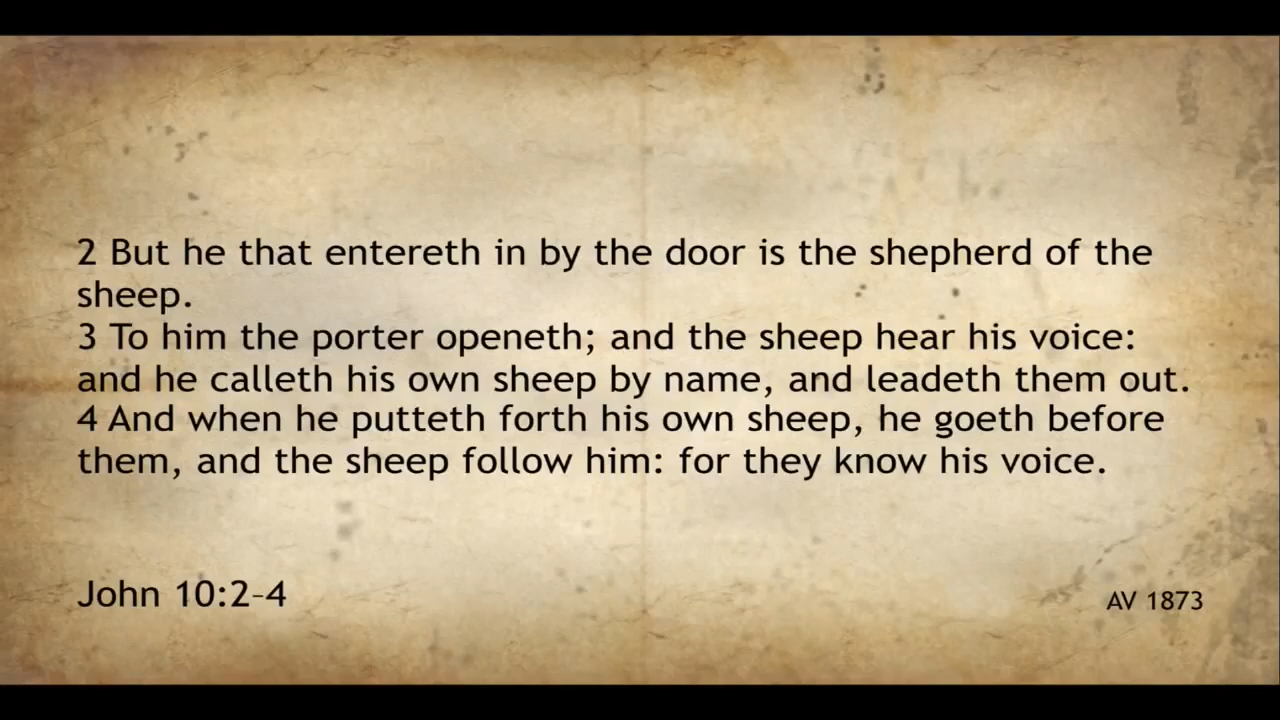 2 But he that entereth in by the door is the shepherd of the
sheep.
3 To him the porter openeth; and the sheep hear his voice:
and he calleth his own sheep by name, and leadeth them out.
4 And when he putteth forth his own sheep, he goeth before
them, and the sheep follow him: for they know his voice.
John 10:2–4
AV 1873